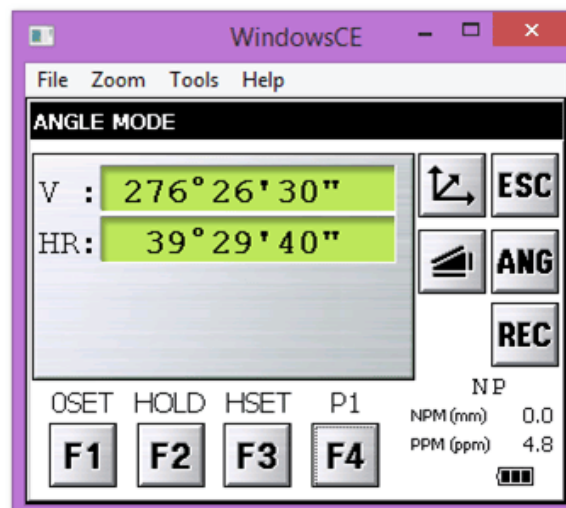 WindowsCE
File Zoom Tools Help
ANGLE MODE
V : 276°26'30"
HR: 39°29'40"
ESC
ANG
REC
NP
NPM (mm) 0.0
PPM (ppm) 4.8
0SET HOLD HSET P1
F1 F2 F3 F4